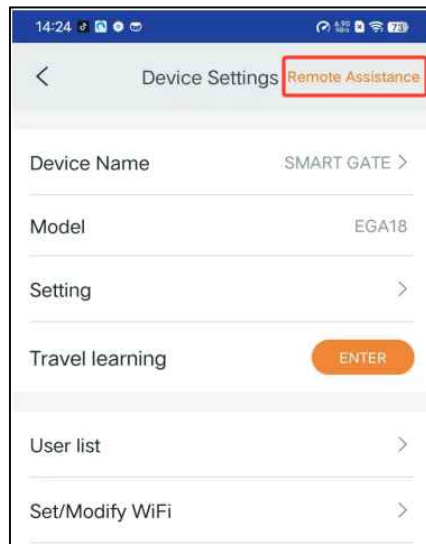 14:24 73
Device Settings Remote Assistance
Device Name SMART GATE
Model EGA18
Setting
Travel learning ENTER
User list
Set/Modify WiFi